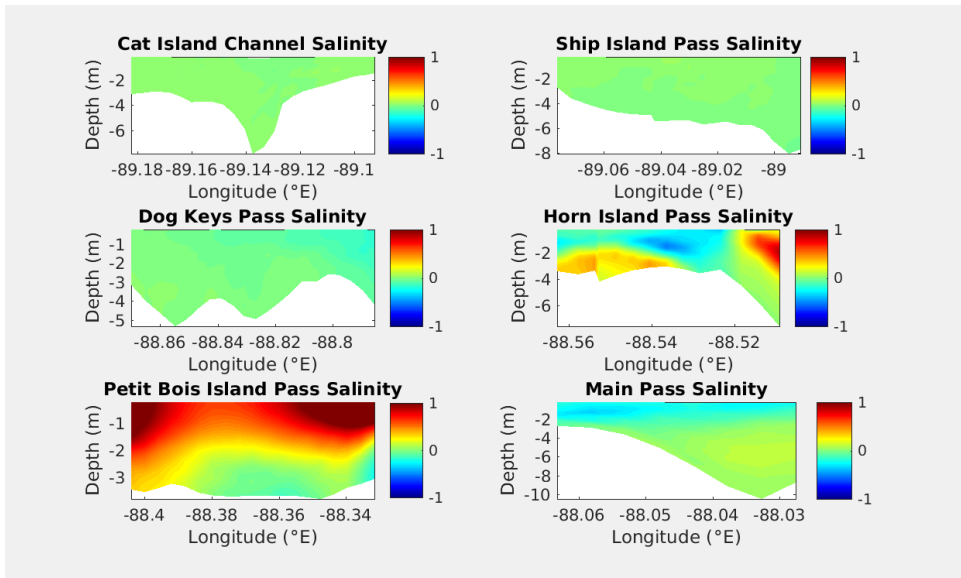 Cat Island Channel Salinity
Depth (m)
-2
-4
-6
-89.18 -89.16 -89.14 -89.12 -89.1
Longitude (°E)
1
0
-1
Ship Island Pass Salinity
Depth (m)
-2
-4
-6
-8
-89.06 -89.04 -89.02 -89
Longitude (°E)
1
0
-1
Dog Keys Pass Salinity
Depth (m)
-1
-2
-3
-4
-5
-88.86 -88.84 -88.82 -88.8
Longitude (°E)
1
0
-1
Horn Island Pass Salinity
Depth (m)
-2
-4
-6
-88.56 -88.54 -88.52
Longitude (°E)
1
0
-1
Petit Bois Island Pass Salinity
Depth (m)
-1
-2
-3
-88.4 -88.38 -88.36 -88.34
Longitude (°E)
1
0
-1
Main Pass Salinity
Depth (m)
-2
-4
-6
-8
-10
-88.06 -88.05 -88.04 -88.03
Longitude (°E)
1
0
-1